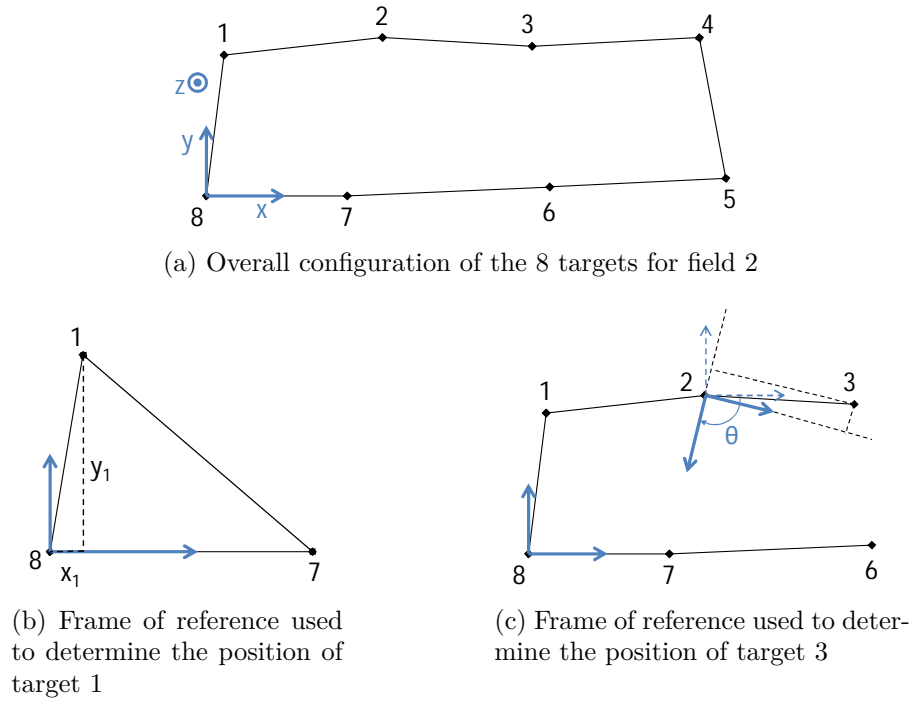 1
2
3
4
z
y
x
8
7
6
5
(a) Overall configuration of the 8 targets for field 2
1
y1
8
x1
7
(b) Frame of reference used
to determine the position of
target 1
1
2
3
θ
8
7
6
(c) Frame of reference used to deter-
mine the position of target 3